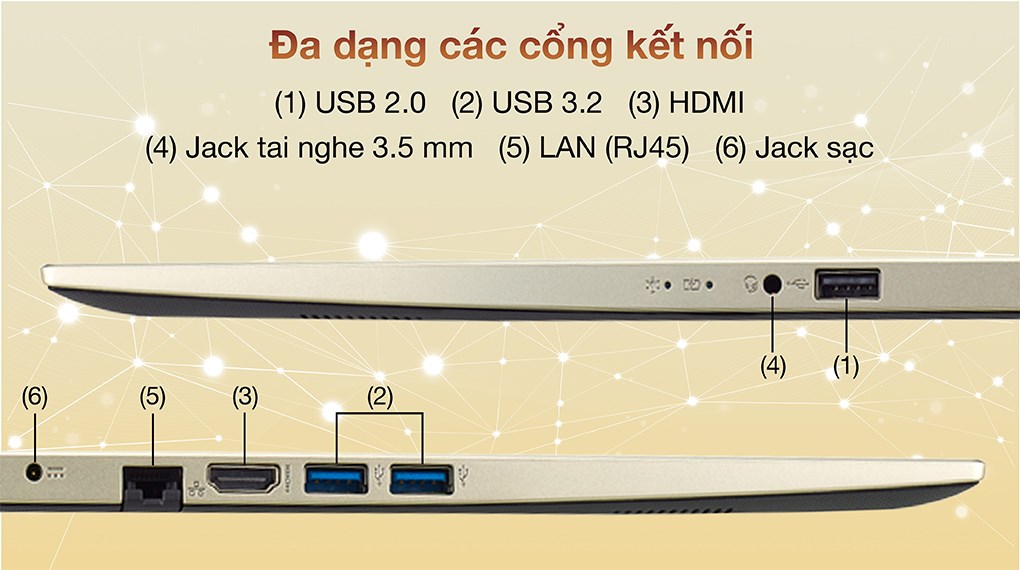 Đa dạng các cổng kết nối
(1) USB 2.0 (2) USB 3.2 (3) HDMI
(4) Jack tai nghe 3.5 mm (5) LAN (RJ45) (6) Jack sạc
(4) (1)
(6) (5) (3) (2)